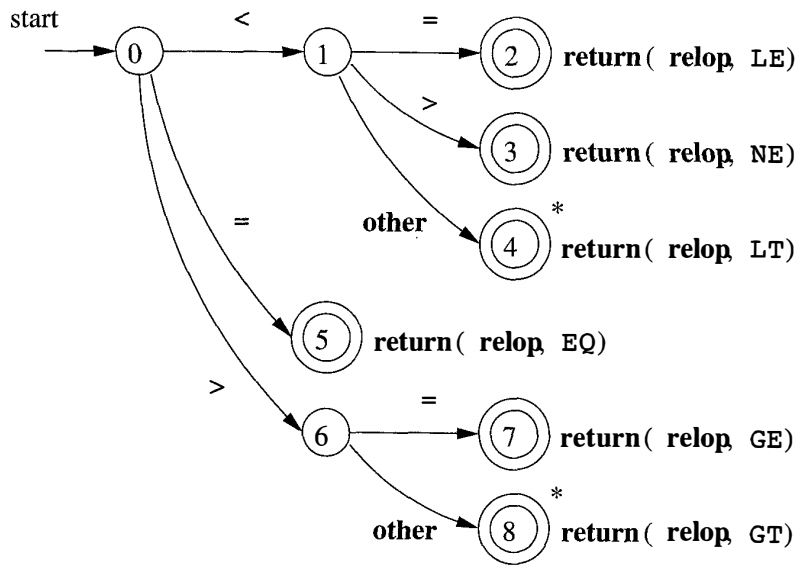 start
0 < 1 = 2 return( relop, LE)
> 3 return( relop, NE)
other 4 * return( relop, LT)
= 5 return( relop, EQ)
> 6 = 7 return( relop, GE)
other 8 * return( relop, GT)